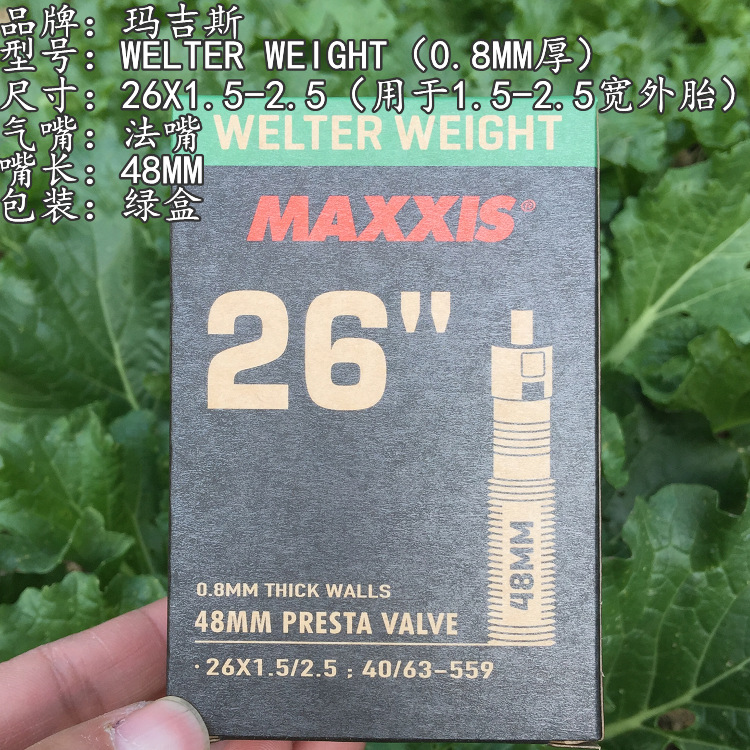 品牌：玛吉斯
型号：WELTER WEIGHT（0.8MM厚）
尺寸：26X1.5-2.5（用于1.5-2.5宽外胎）
气嘴：法嘴
嘴长：48MM
包装：绿盒
WELTER WEIGHT
MAXXIS®
26"
48MM
0.8MM THICK WALLS
48MM PRESTA VALVE
·26X1.5/2.5 ; 40/63-559